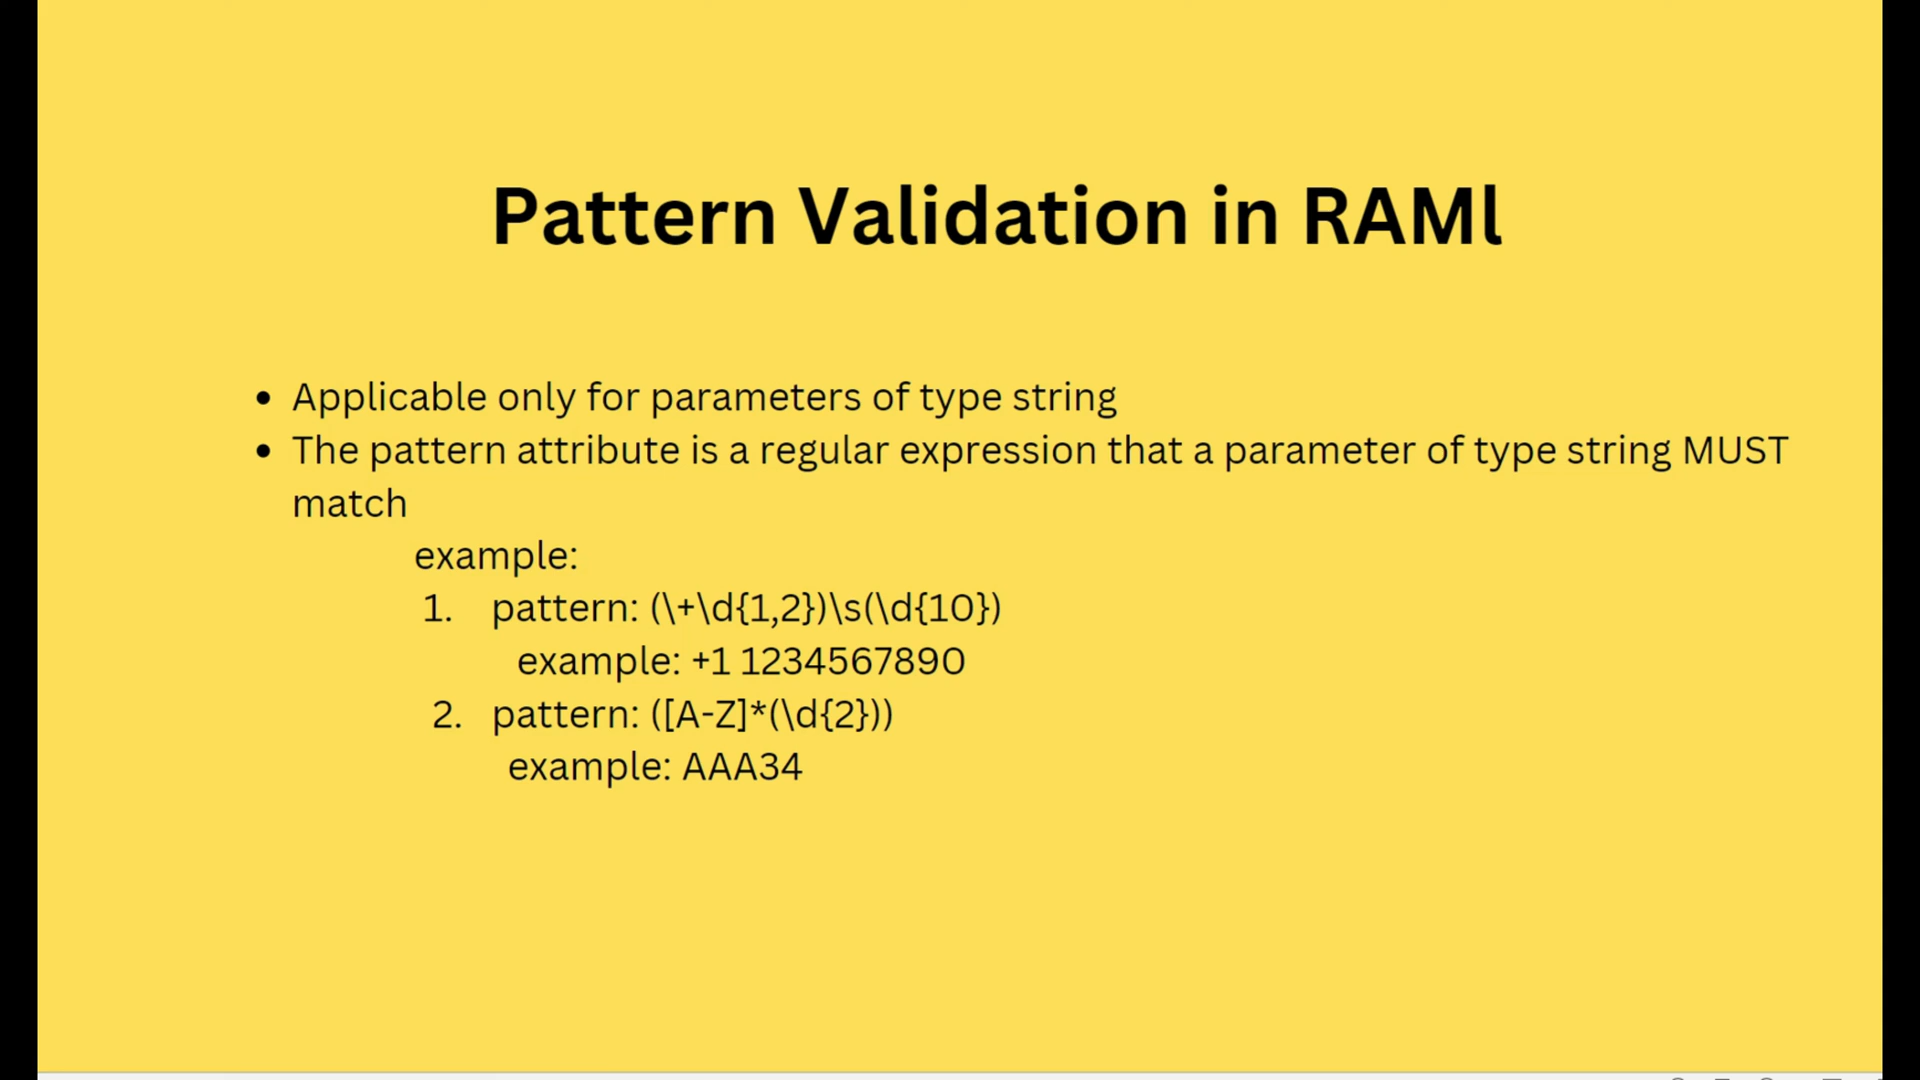 Pattern Validation in RAMl
• Applicable only for parameters of type string
• The pattern attribute is a regular expression that a parameter of type string MUST
match
example:
1. pattern: (\+\d{1,2})\s(\d{10})
example: +1 1234567890
2. pattern: ([A-Z]*(\d{2}))
example: AAA34